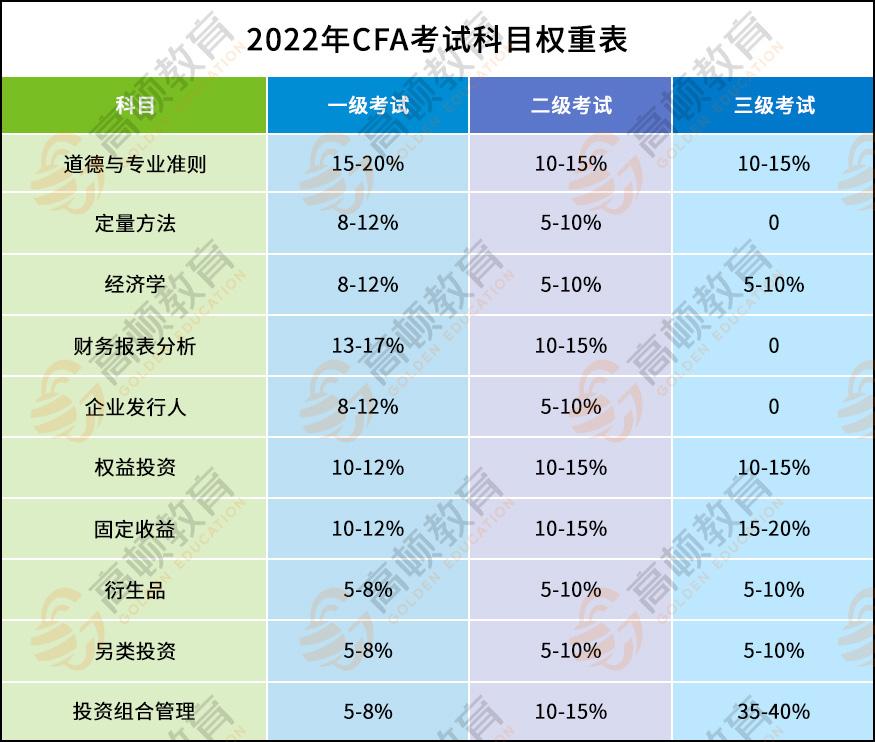 2022年CFA考试科目权重表
科目 一级考试 二级考试 三级考试
道德与专业准则 15-20% 10-15% 10-15%
定量方法 8-12% 5-10% 0
经济学 8-12% 5-10% 5-10%
财务报表分析 13-17% 10-15% 0
企业发行人 8-12% 5-10% 0
权益投资 10-12% 10-15% 10-15%
固定收益 10-12% 10-15% 15-20%
衍生品 5-8% 5-10% 5-10%
另类投资 5-8% 5-10% 5-10%
投资组合管理 5-8% 10-15% 35-40%
高顿教育
GOLDEN EDUCATION